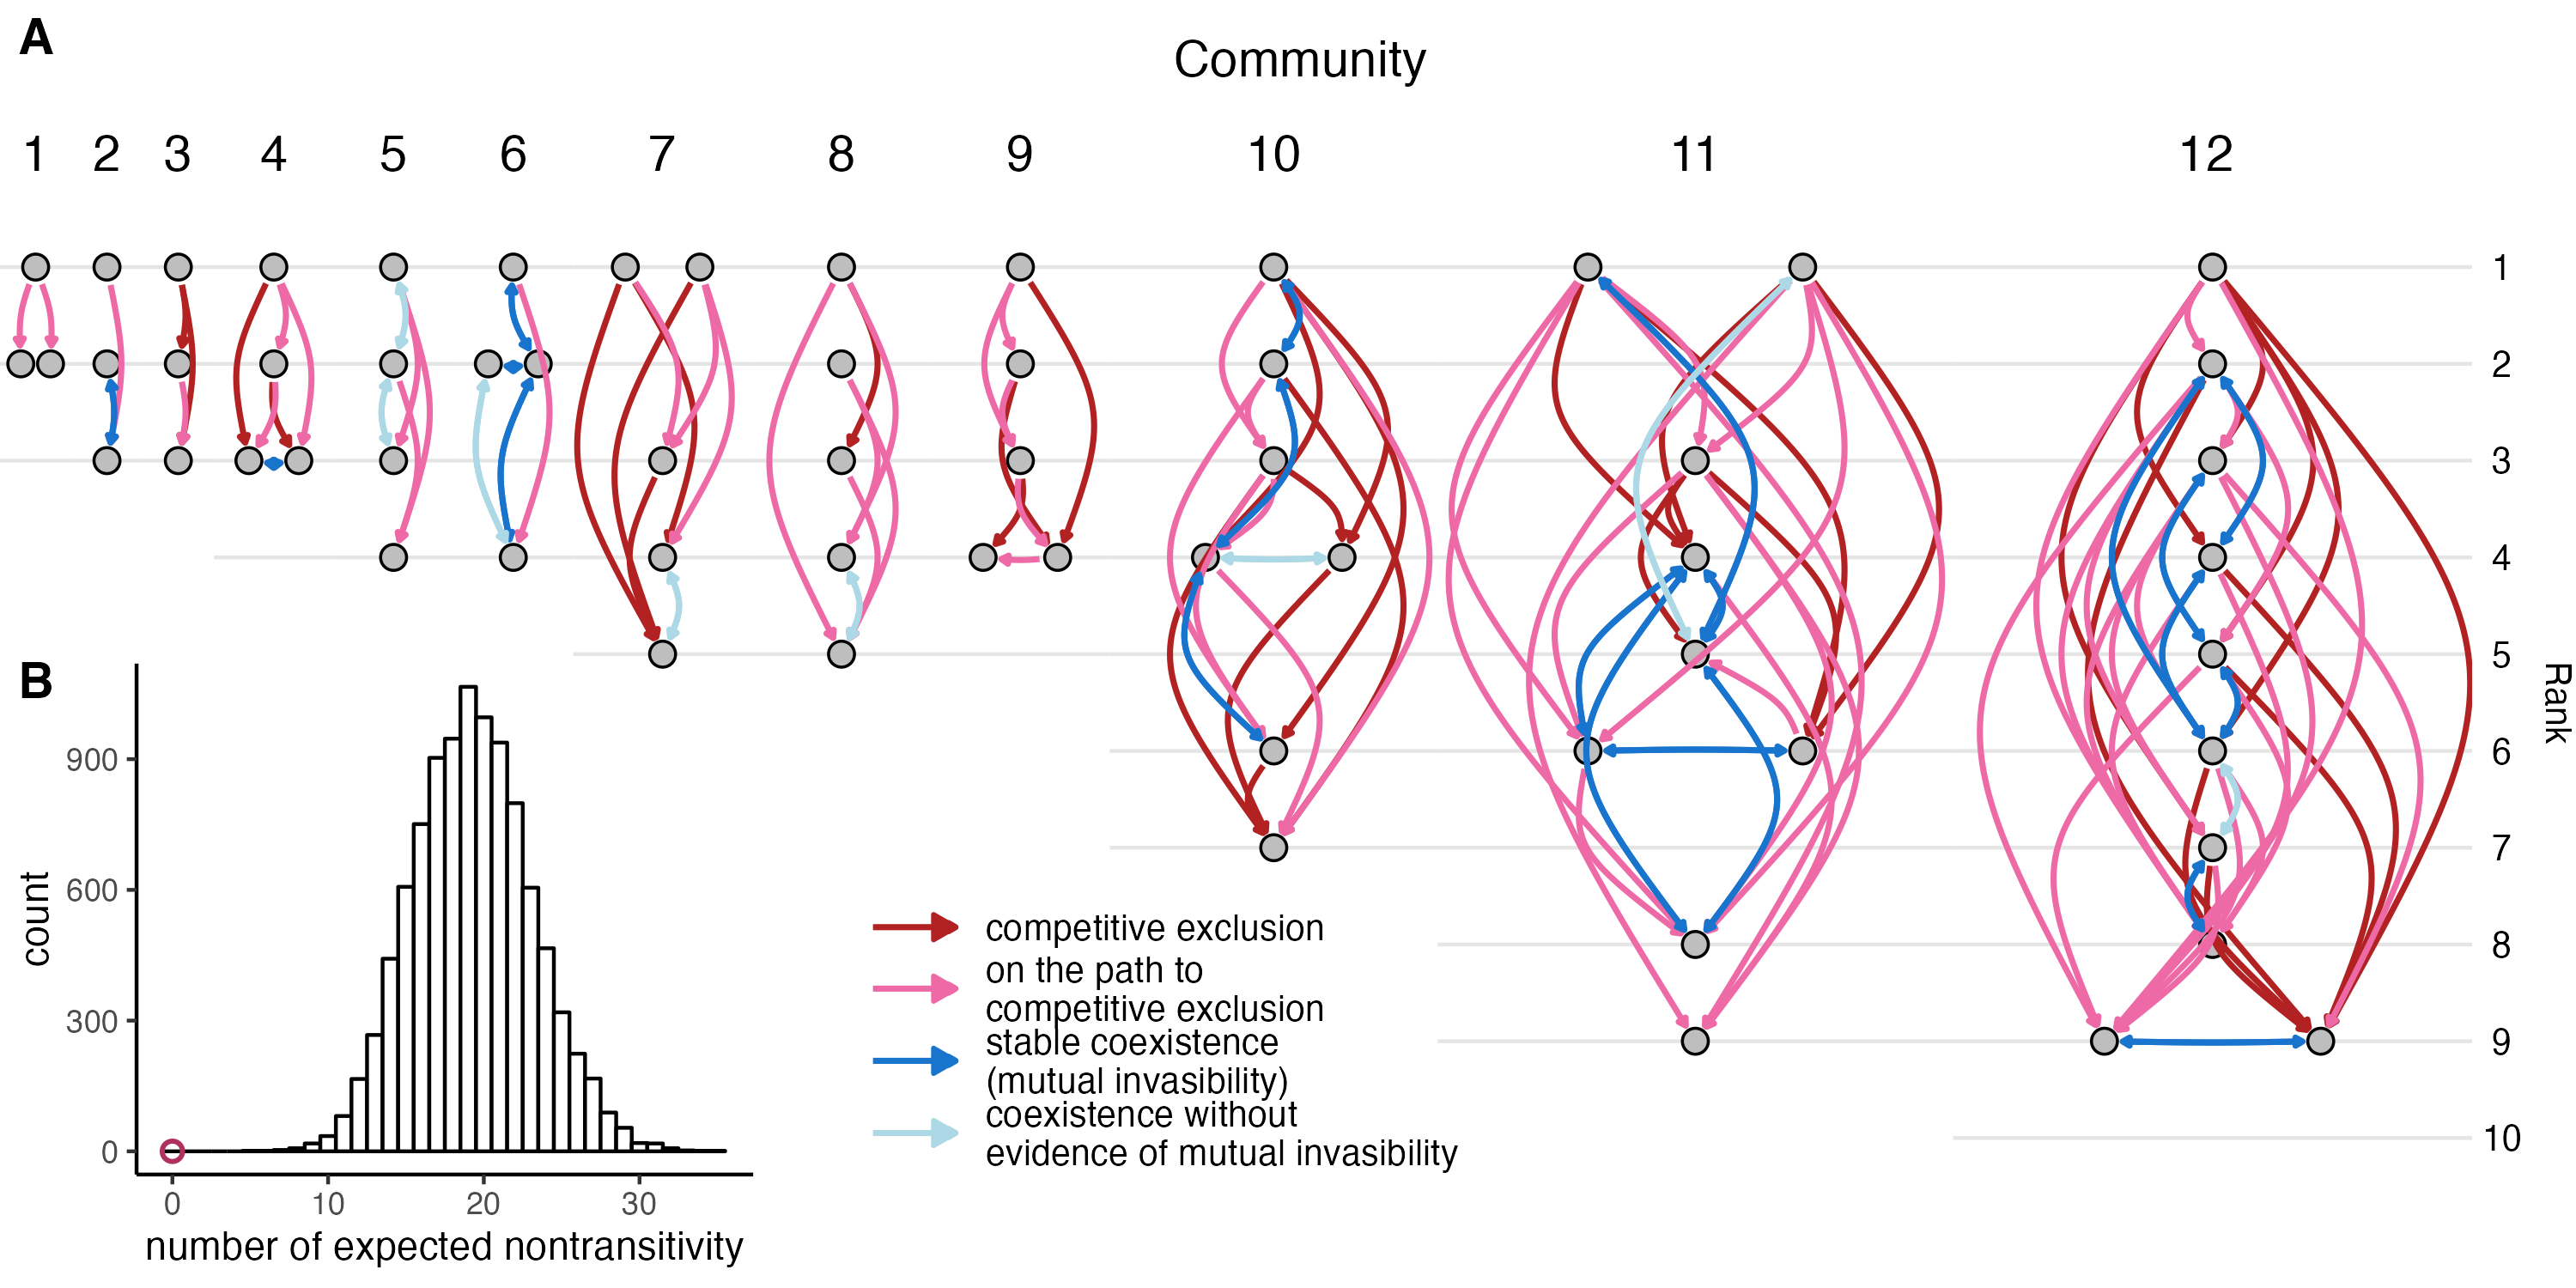 A
Community
1 2 3 4 5 6 7 8 9 10 11 12
1
2
3
4
5
6
7
8
9
10
Rank
B
900
600
300
0
count
0 10 20 30
number of expected nontransitivity
competitive exclusion
on the path to
competitive exclusion
stable coexistence
(mutual invasibility)
coexistence without
evidence of mutual invasibility